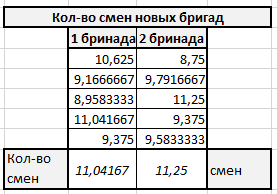 Кол-во смен новых бригад
1 бринада 2 бринада
10,625 8,75
9,1666667 9,7916667
8,9583333 11,25
11,041667 9,375
9,375 9,5833333
Кол-во смен 11,04167 11,25 смен